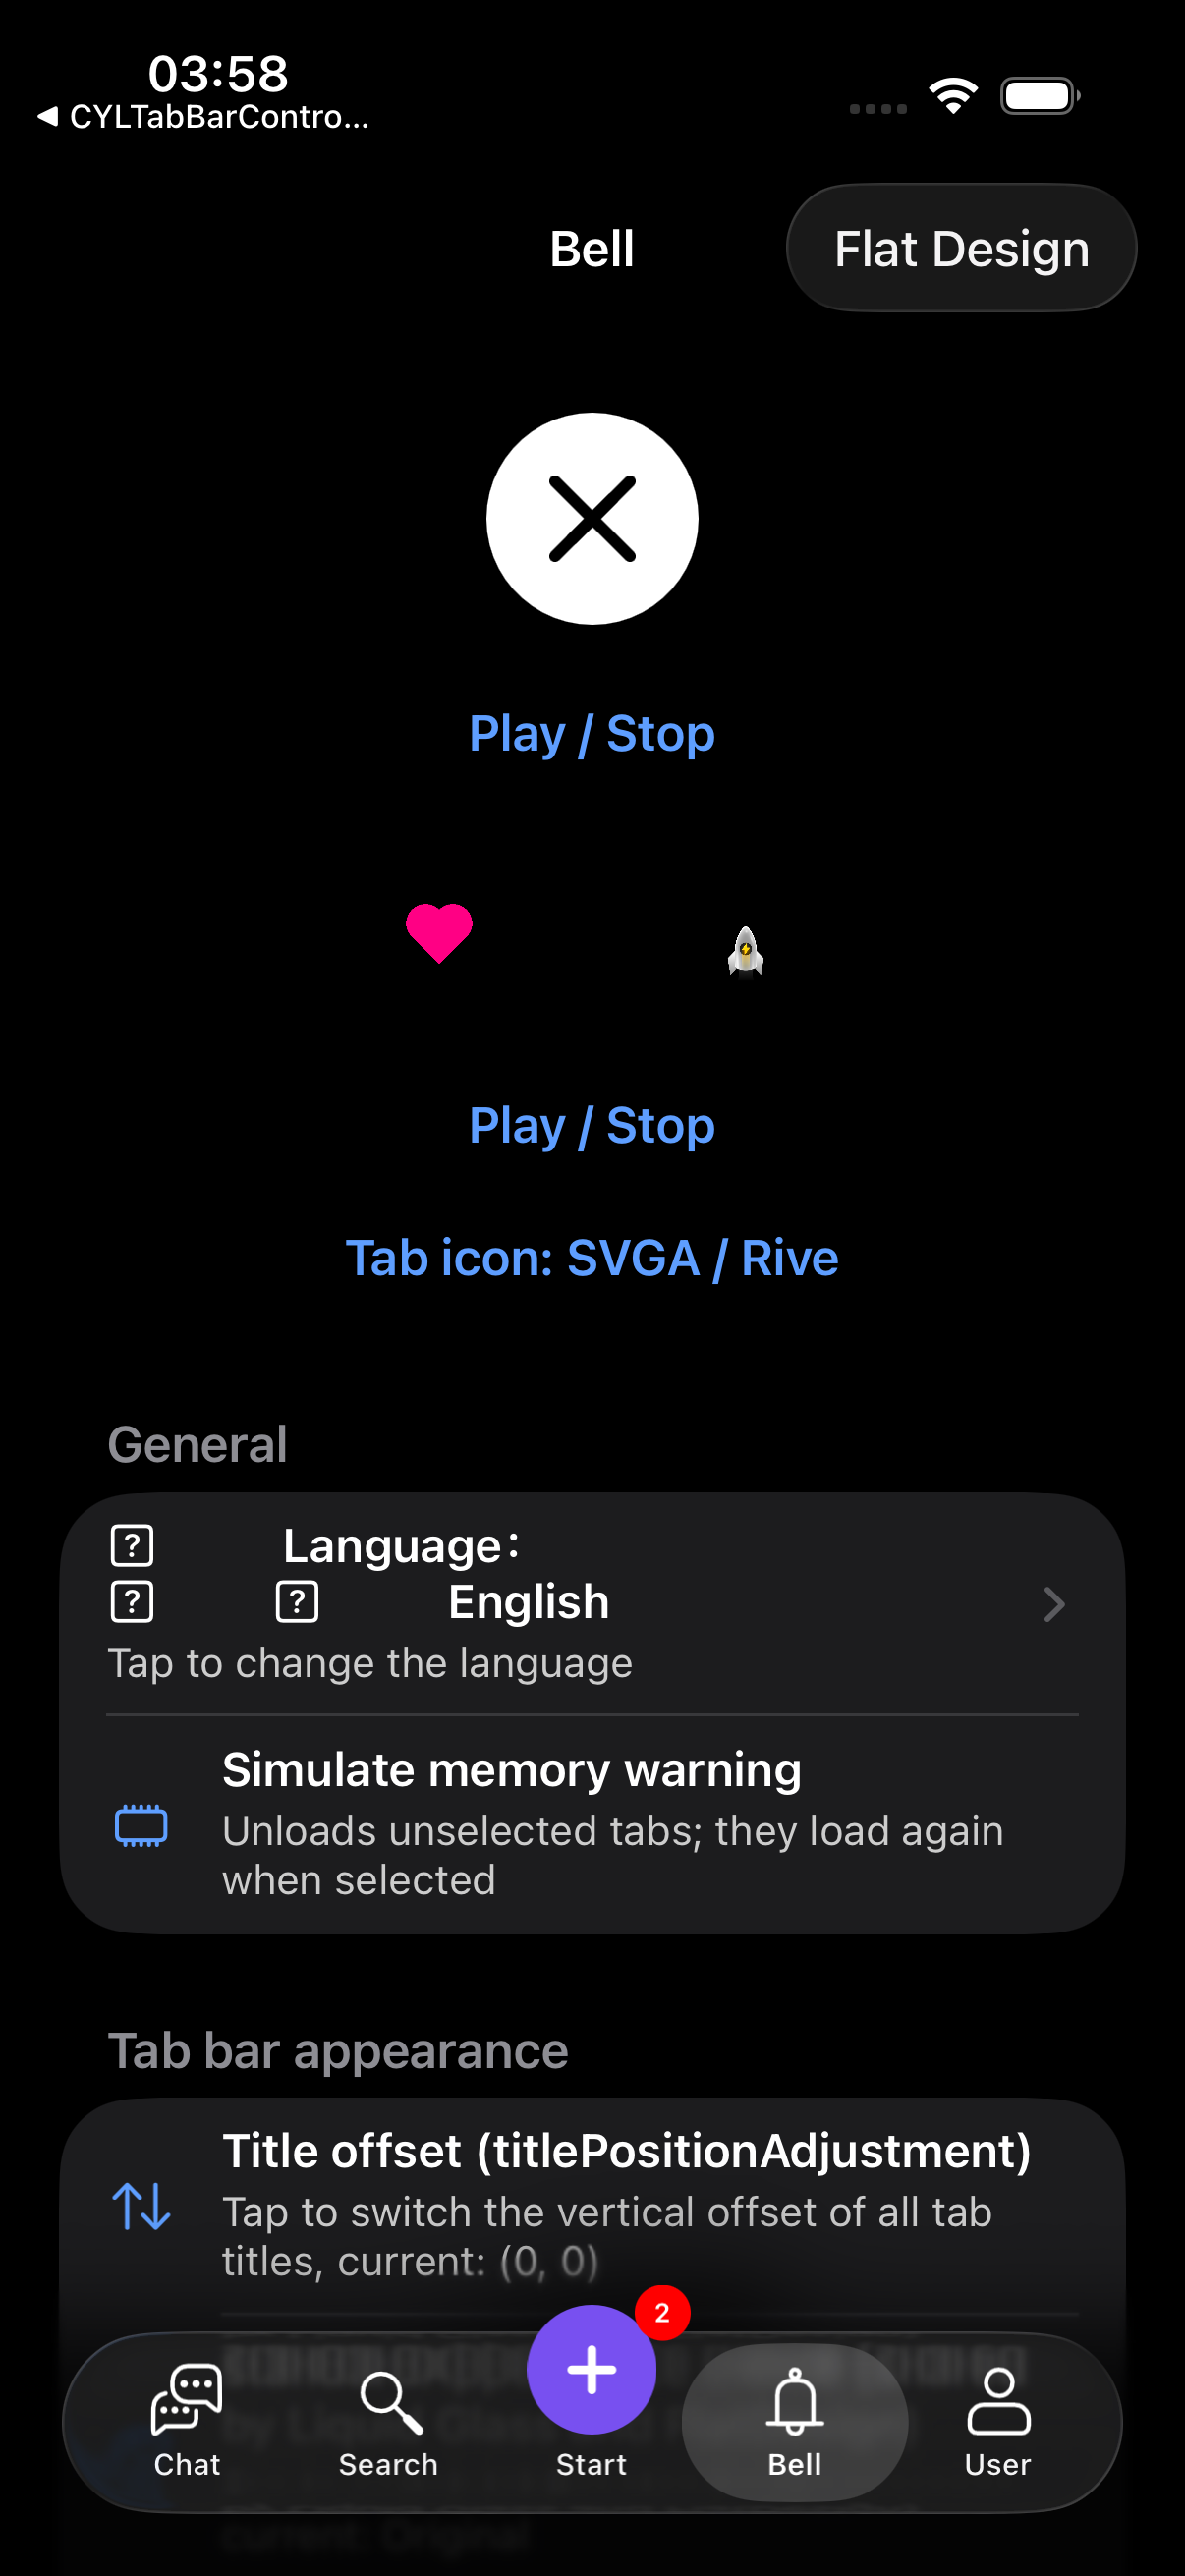 03:58
◀ CYLTabBarContro...
Bell
Flat Design
Play / Stop
Play / Stop
Tab icon: SVGA / Rive
General
Language:
English
Tap to change the language
Simulate memory warning
Unloads unselected tabs; they load again
when selected
Tab bar appearance
Title offset (titlePositionAdjustment)
Tap to switch the vertical offset of all tab
titles, current: (0, 0)
2
Chat
Search
Start
Bell
User
current: Original